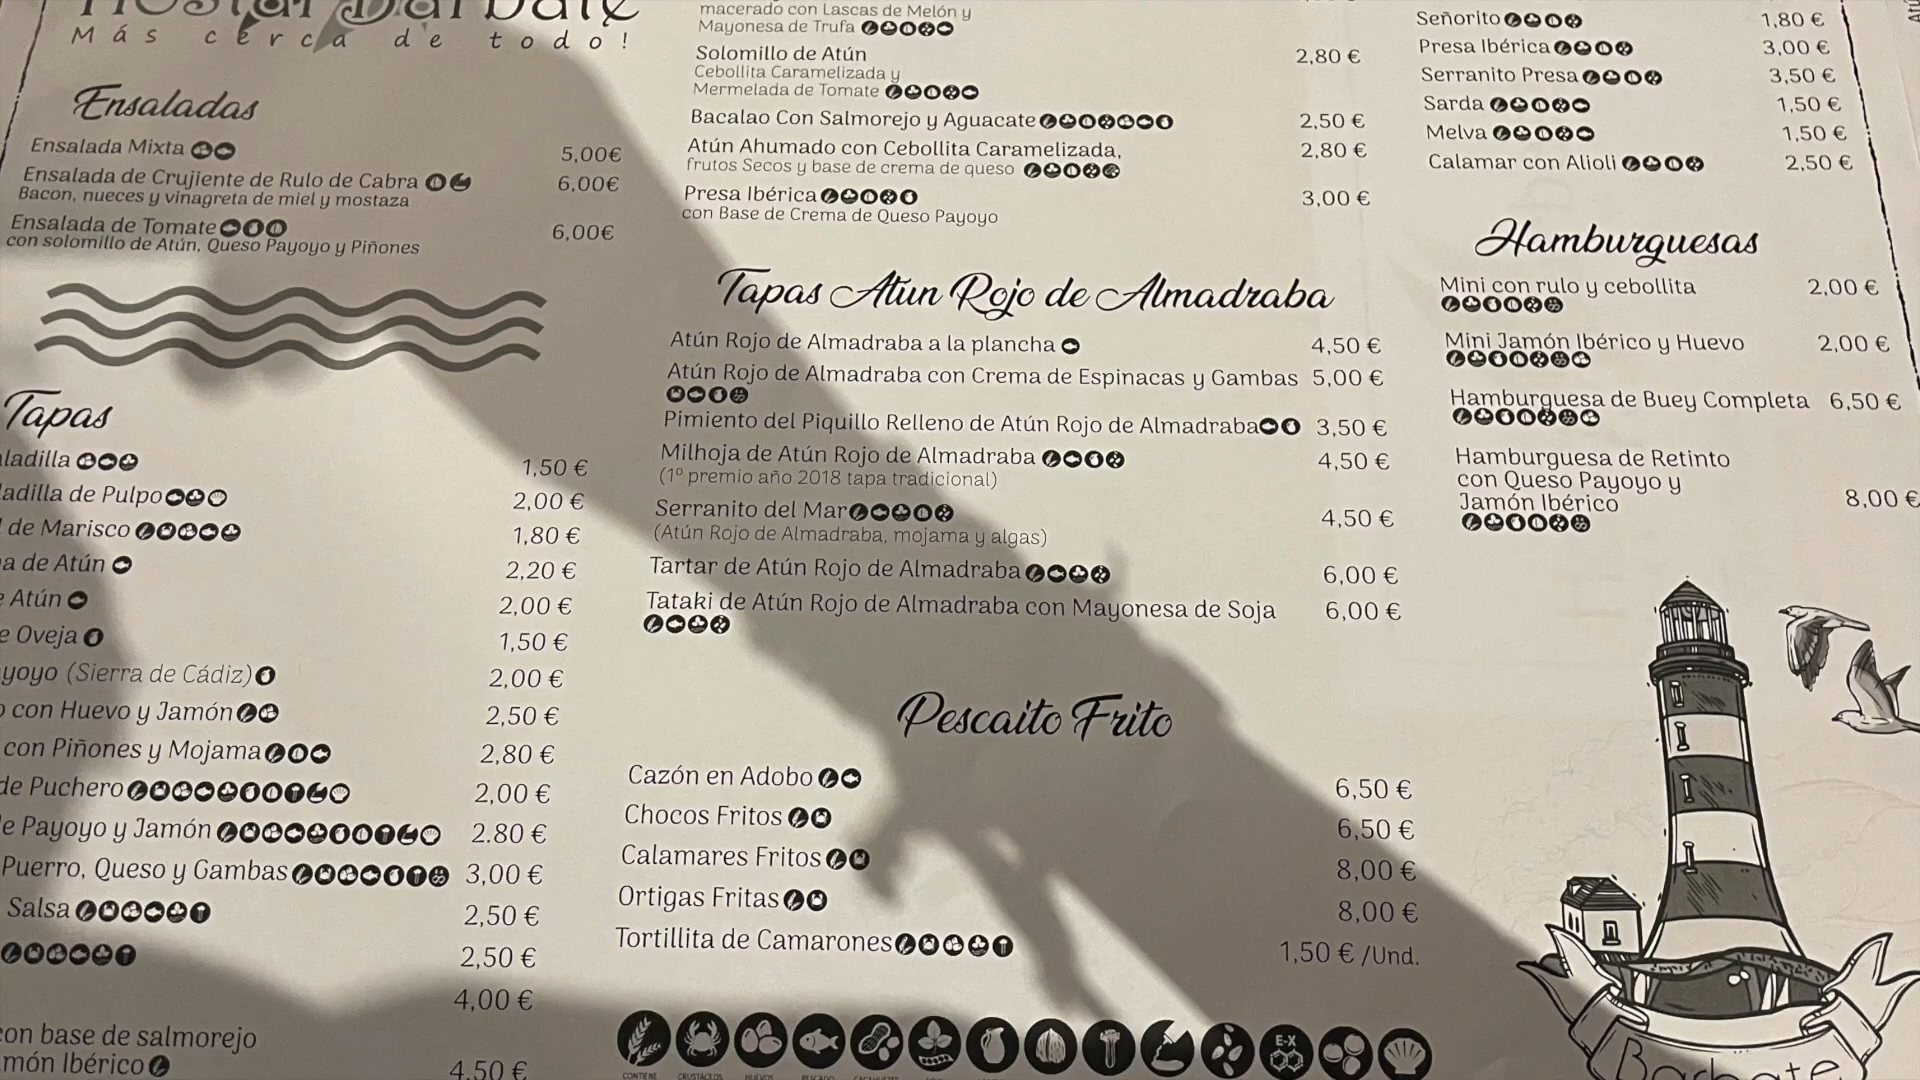 Hostal Barbate
Más cerca de todo!
Ensaladas
Ensalada Mixta 5,00€
Ensalada de Crujiente de Rulo de Cabra 6,00€
Bacon, nueces y vinagreta de miel y mostaza
Ensalada de Tomate 6,00€
con solomillo de Atún, Queso Payoyo y Piñones
Tapas
aladilla 1,50 €
ladilla de Pulpo 2,00 €
de Marisco 1,80 €
a de Atún 2,20 €
Atún 2,00 €
e Oveja 1,50 €
yoyo (Sierra de Cádiz) 2,00 €
con Huevo y Jamón 2,50 €
con Piñones y Mojama 2,80 €
de Puchero 2,00 €
e Payoyo y Jamón 2.80 €
Puerro, Queso y Gambas 3,00 €
Salsa 2,50 €
2,50 €
4,00 €
con base de salmorejo
món Ibérico 4,50 €
macerado con Lascas de Melón y
Mayonesa de Trufa
Solomillo de Atún 2,80 €
Cebollita Caramelizada y
Mermelada de Tomate
Bacalao Con Salmorejo y Aguacate 2,50 €
Atún Ahumado con Cebollita Caramelizada, 2,80 €
frutos Secos y base de crema de queso
Presa Ibérica 3,00 €
con Base de Crema de Queso Payoyo
Tapas Atun Rojo de Almadraba
Atún Rojo de Almadraba a la plancha 4,50 €
Atún Rojo de Almadraba con Crema de Espinacas y Gambas 5,00 €
Pimiento del Piquillo Relleno de Atún Rojo de Almadraba 3,50 €
Milhoja de Atún Rojo de Almadraba 4,50 €
(1º premio año 2018 tapa tradicional)
Serranito del Mar 4,50 €
(Atún Rojo de Almadraba, mojama y algas)
Tartar de Atún Rojo de Almadraba 6,00 €
Tataki de Atún Rojo de Almadraba con Mayonesa de Soja 6,00 €
Pescaito Frito
Cazón en Adobo 6,50 €
Chocos Fritos 6,50 €
Calamares Fritos 8,00 €
Ortigas Fritas 8,00 €
Tortillita de Camarones 1,50 € /Und.
E-X
CONTIENE CRUSTÁCEOS HUEVOS PESCADO CACAHUETES
Señorito 1,80 €
Presa Ibérica 3,00 €
Serranito Presa 3,50 €
Sarda 1,50 €
Melva 1,50 €
Calamar con Alioli 2,50 €
Hamburguesas
Mini con rulo y cebollita 2,00 €
Mini Jamón Ibérico y Huevo 2,00 €
Hamburguesa de Buey Completa 6,50 €
Hamburguesa de Retinto
con Queso Payoyo y
Jamón Ibérico 8,00 €
Barbate